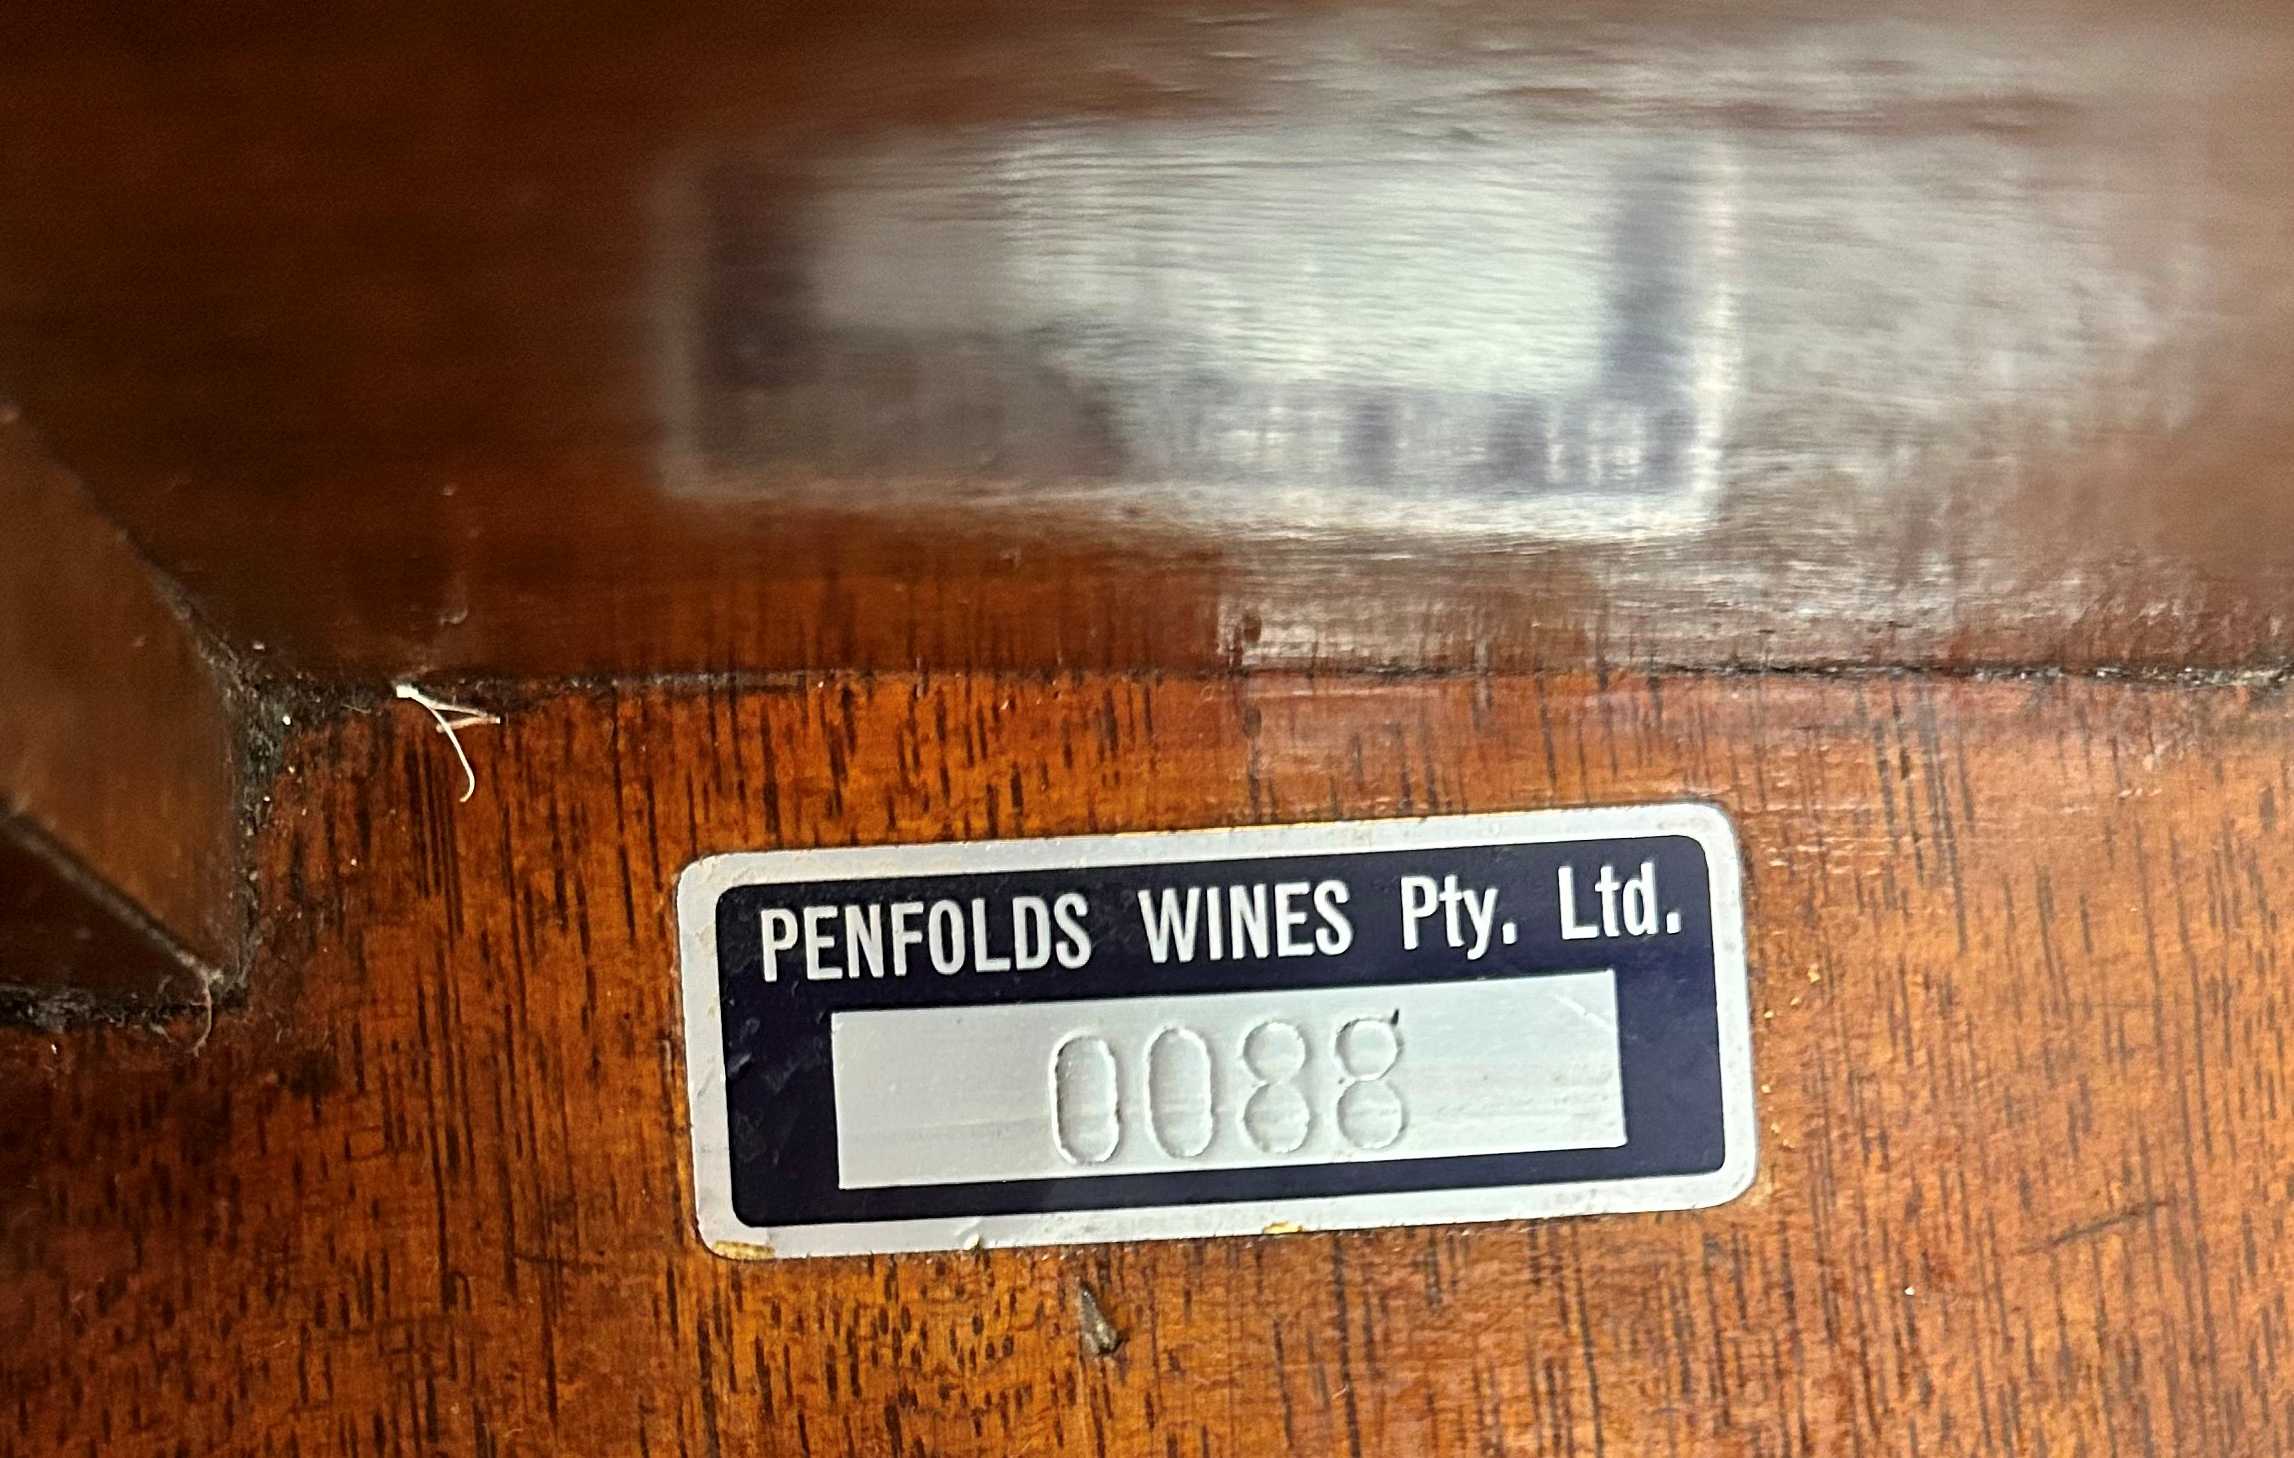 PENFOLDS WINES Pty. Ltd.
0088